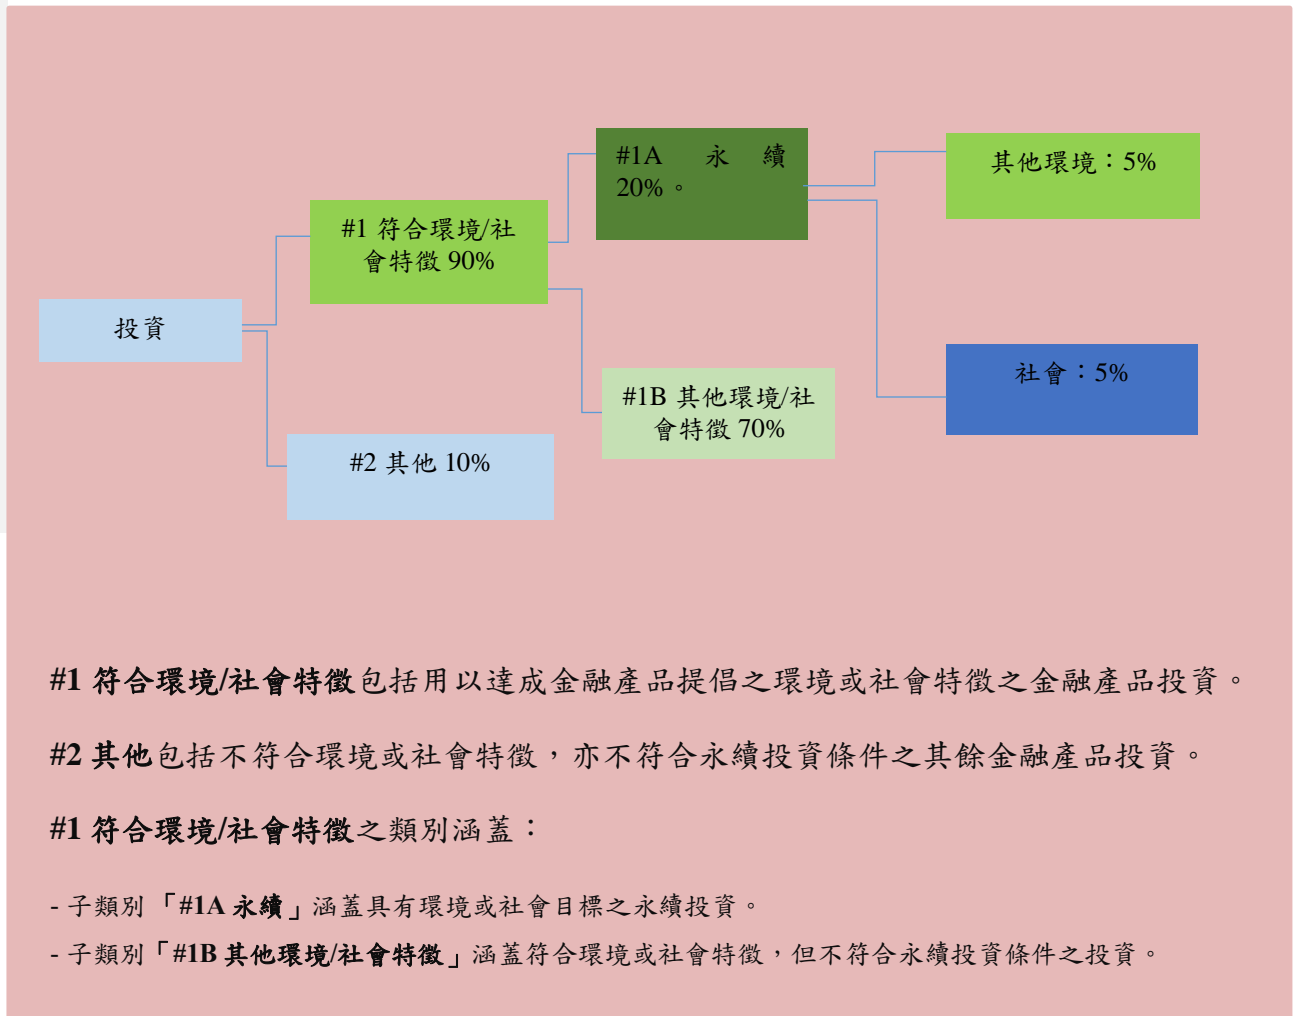 #1A 永續
20%。
其他環境：5%
#1 符合環境/社
會特徵 90%
投資
社會：5%
#1B 其他環境/社
會特徵 70%
#2 其他 10%
#1 符合環境/社會特徵包括用以達成金融產品提倡之環境或社會特徵之金融產品投資。
#2 其他包括不符合環境或社會特徵，亦不符合永續投資條件之其餘金融產品投資。
#1 符合環境/社會特徵之類別涵蓋：
- 子類別「#1A 永續」涵蓋具有環境或社會目標之永續投資。
- 子類別「#1B 其他環境/社會特徵」涵蓋符合環境或社會特徵，但不符合永續投資條件之投資。